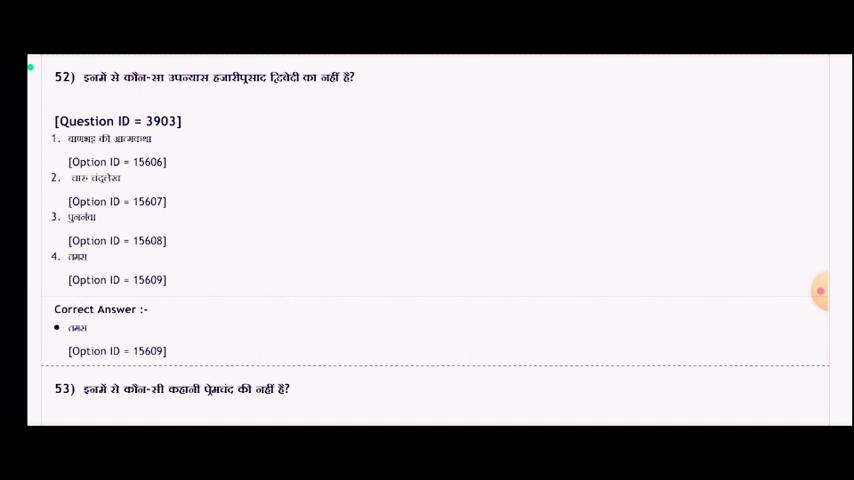 52) इनमें से कौन-सा उपन्यास हजारीप्रसाद द्विवेदी का नहीं है?
[Question ID = 3903]
1. बाणभट्ट की आत्मकथा
[Option ID = 15606]
2. चारु चंद्रलेख
[Option ID = 15607]
3. पुनर्नवा
[Option ID = 15608]
4. तमस
[Option ID = 15609]
Correct Answer :-
• तमस
[Option ID = 15609]
53) इनमें से कौन-सी कहानी प्रेमचंद की नहीं है?